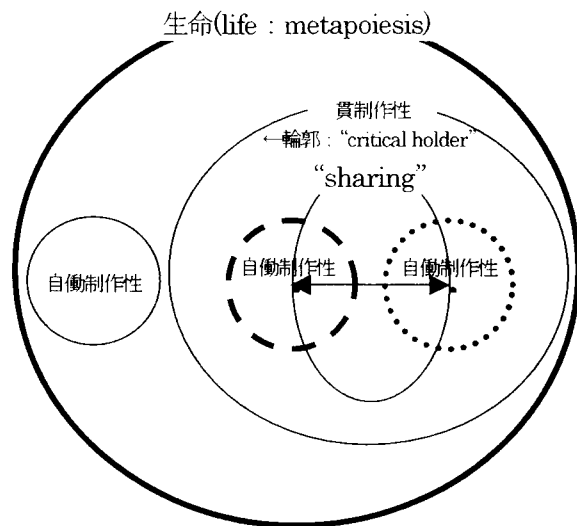 生命(life : metapoiesis)
貫制作性
←輪郭 : “critical holder”
“sharing”
自働制作性
自働制作性
自働制作性